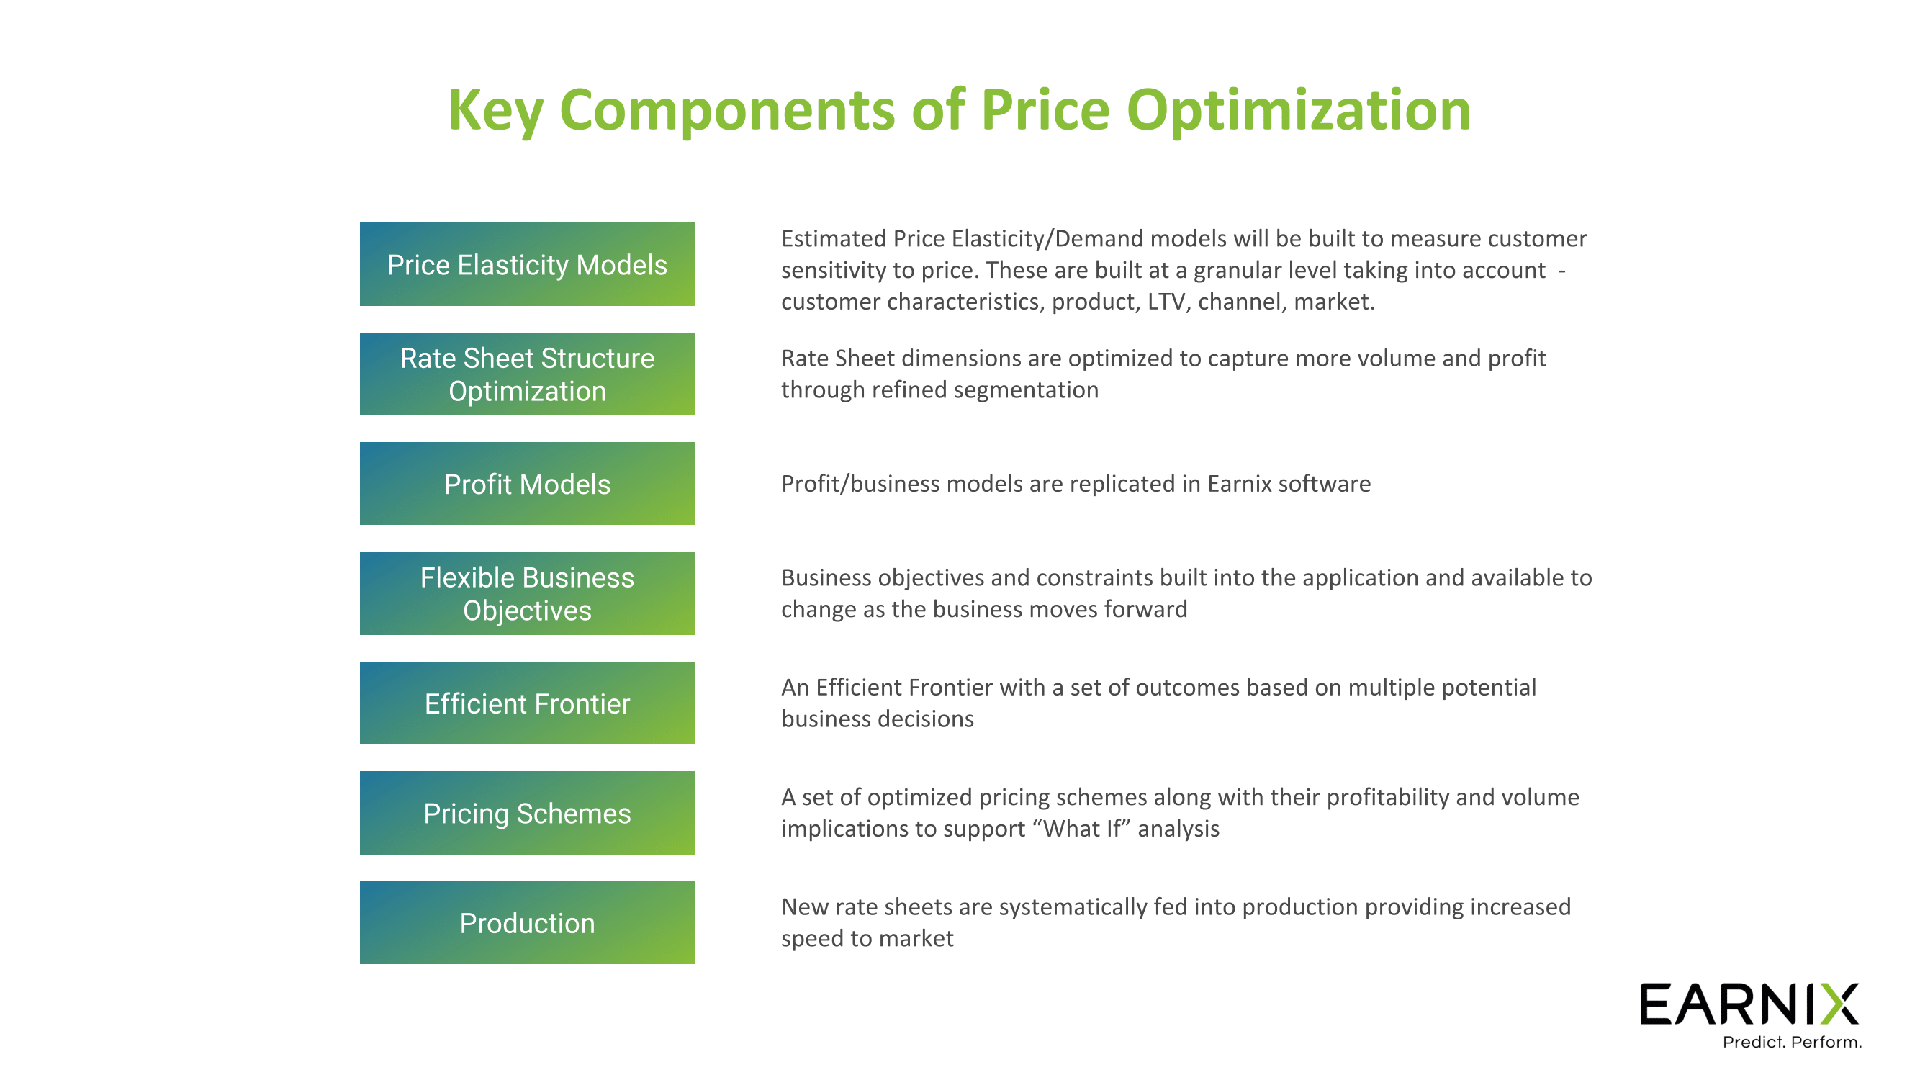 Key Components of Price Optimization
Price Elasticity Models
Estimated Price Elasticity/Demand models will be built to measure customer
sensitivity to price. These are built at a granular level taking into account  -
customer characteristics, product, LTV, channel, market.
Rate Sheet Structure
Optimization
Rate Sheet dimensions are optimized to capture more volume and profit
through refined segmentation
Profit Models
Profit/business models are replicated in Earnix software
Flexible Business
Objectives
Business objectives and constraints built into the application and available to
change as the business moves forward
Efficient Frontier
An Efficient Frontier with a set of outcomes based on multiple potential
business decisions
Pricing Schemes
A set of optimized pricing schemes along with their profitability and volume
implications to support “What If” analysis
Production
New rate sheets are systematically fed into production providing increased
speed to market
EARNIX
Predict. Perform.